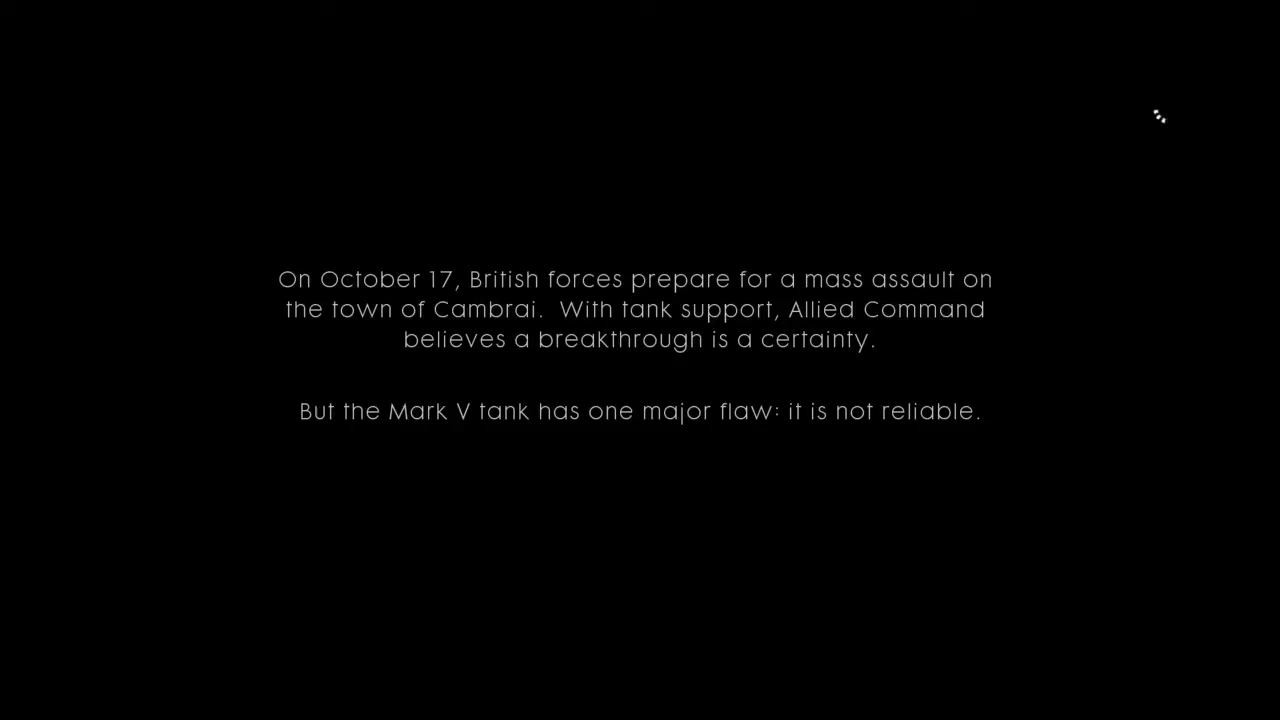 On October 17, British forces prepare for a mass assault on
the town of Cambrai.  With tank support, Allied Command
believes a breakthrough is a certainty.
But the Mark V tank has one major flaw: it is not reliable.